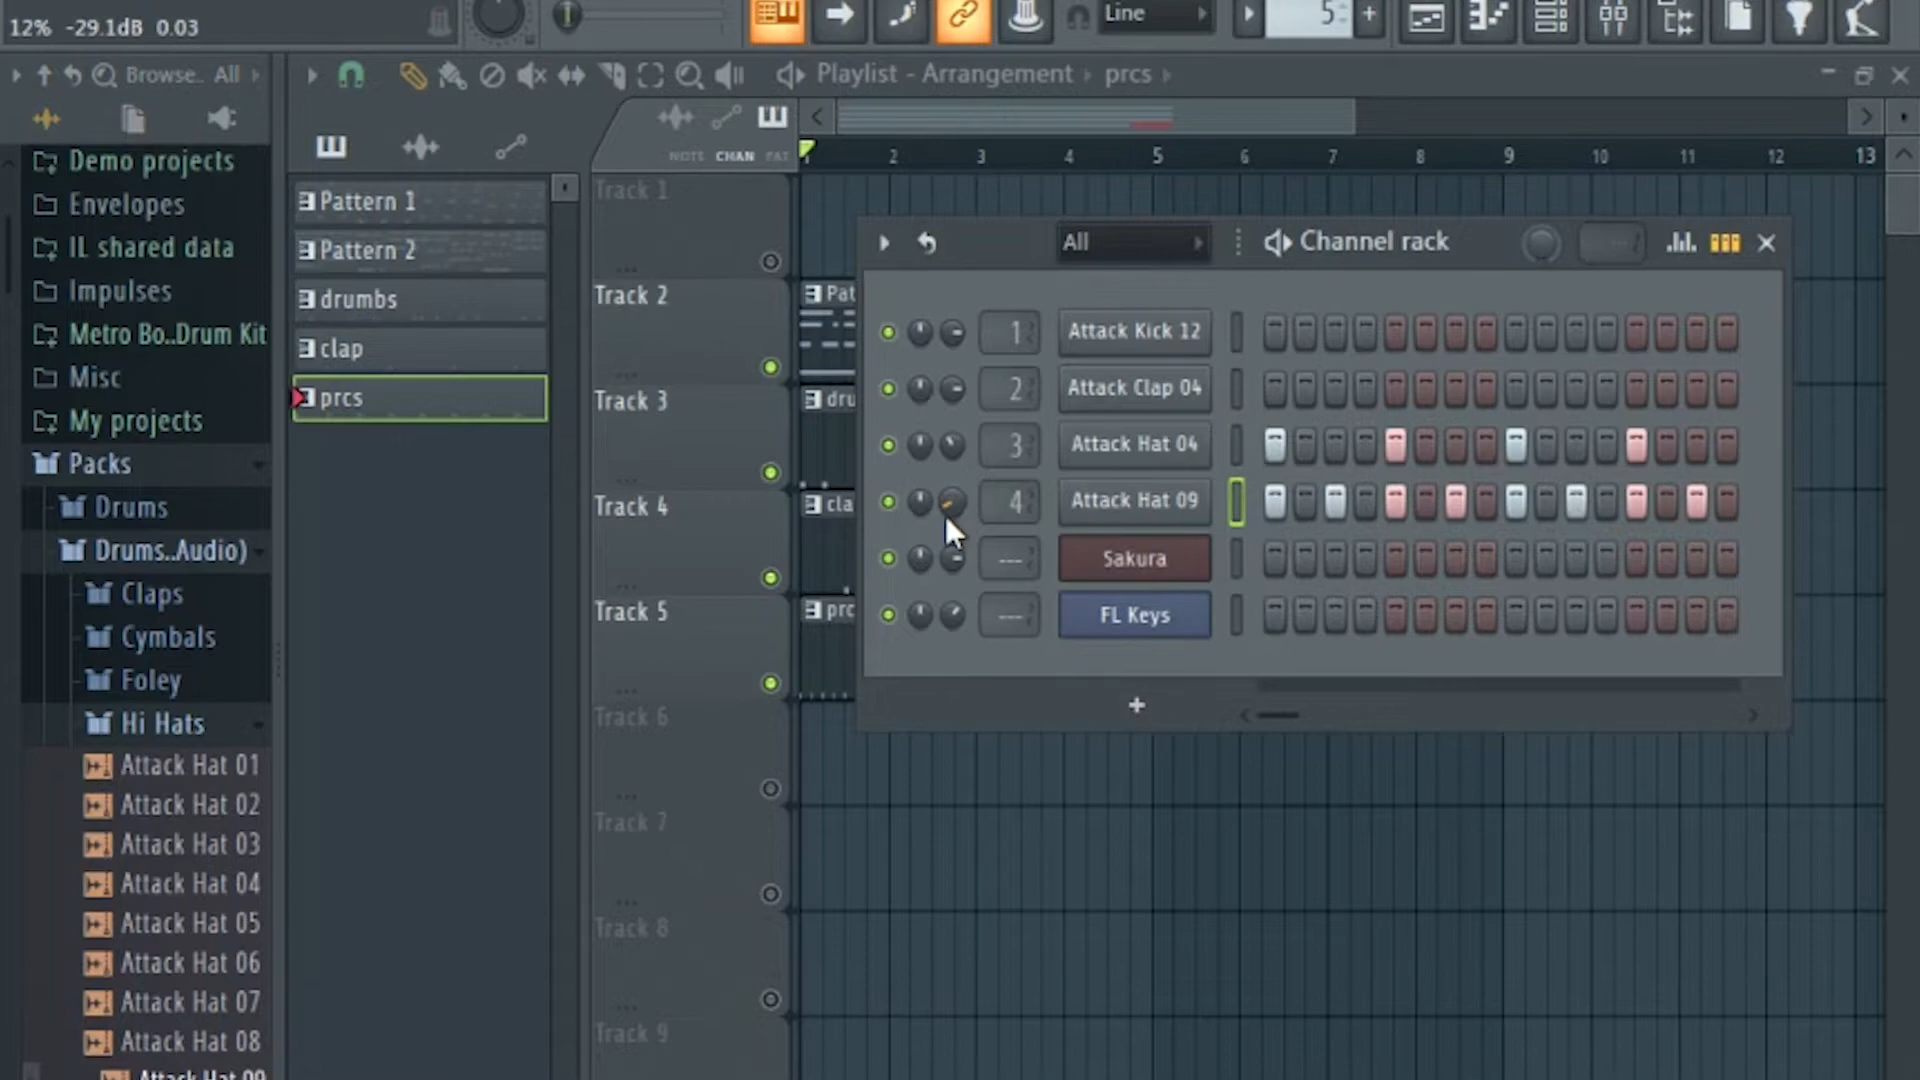 12% -29.1dB 0.03
Line
5
Browse.. All
Playlist - Arrangement
prcs
NOTE CHAN PAT
2 3 4 5 6 7 8 9 10 11 12 13
Demo projects
Envelopes
IL shared data
Impulses
Metro Bo..Drum Kit
Misc
My projects
Packs
Drums
Drums..Audio)
Claps
Cymbals
Foley
Hi Hats
Attack Hat 01
Attack Hat 02
Attack Hat 03
Attack Hat 04
Attack Hat 05
Attack Hat 06
Attack Hat 07
Attack Hat 08
Attack Hat 09
Pattern 1
Pattern 2
drumbs
clap
prcs
Track 1
Track 2
Track 3
Track 4
Track 5
Track 6
Track 7
Track 8
Track 9
Pat
dru
cla
prc
All
Channel rack
1 Attack Kick 12
2 Attack Clap 04
3 Attack Hat 04
4 Attack Hat 09
--- Sakura
--- FL Keys